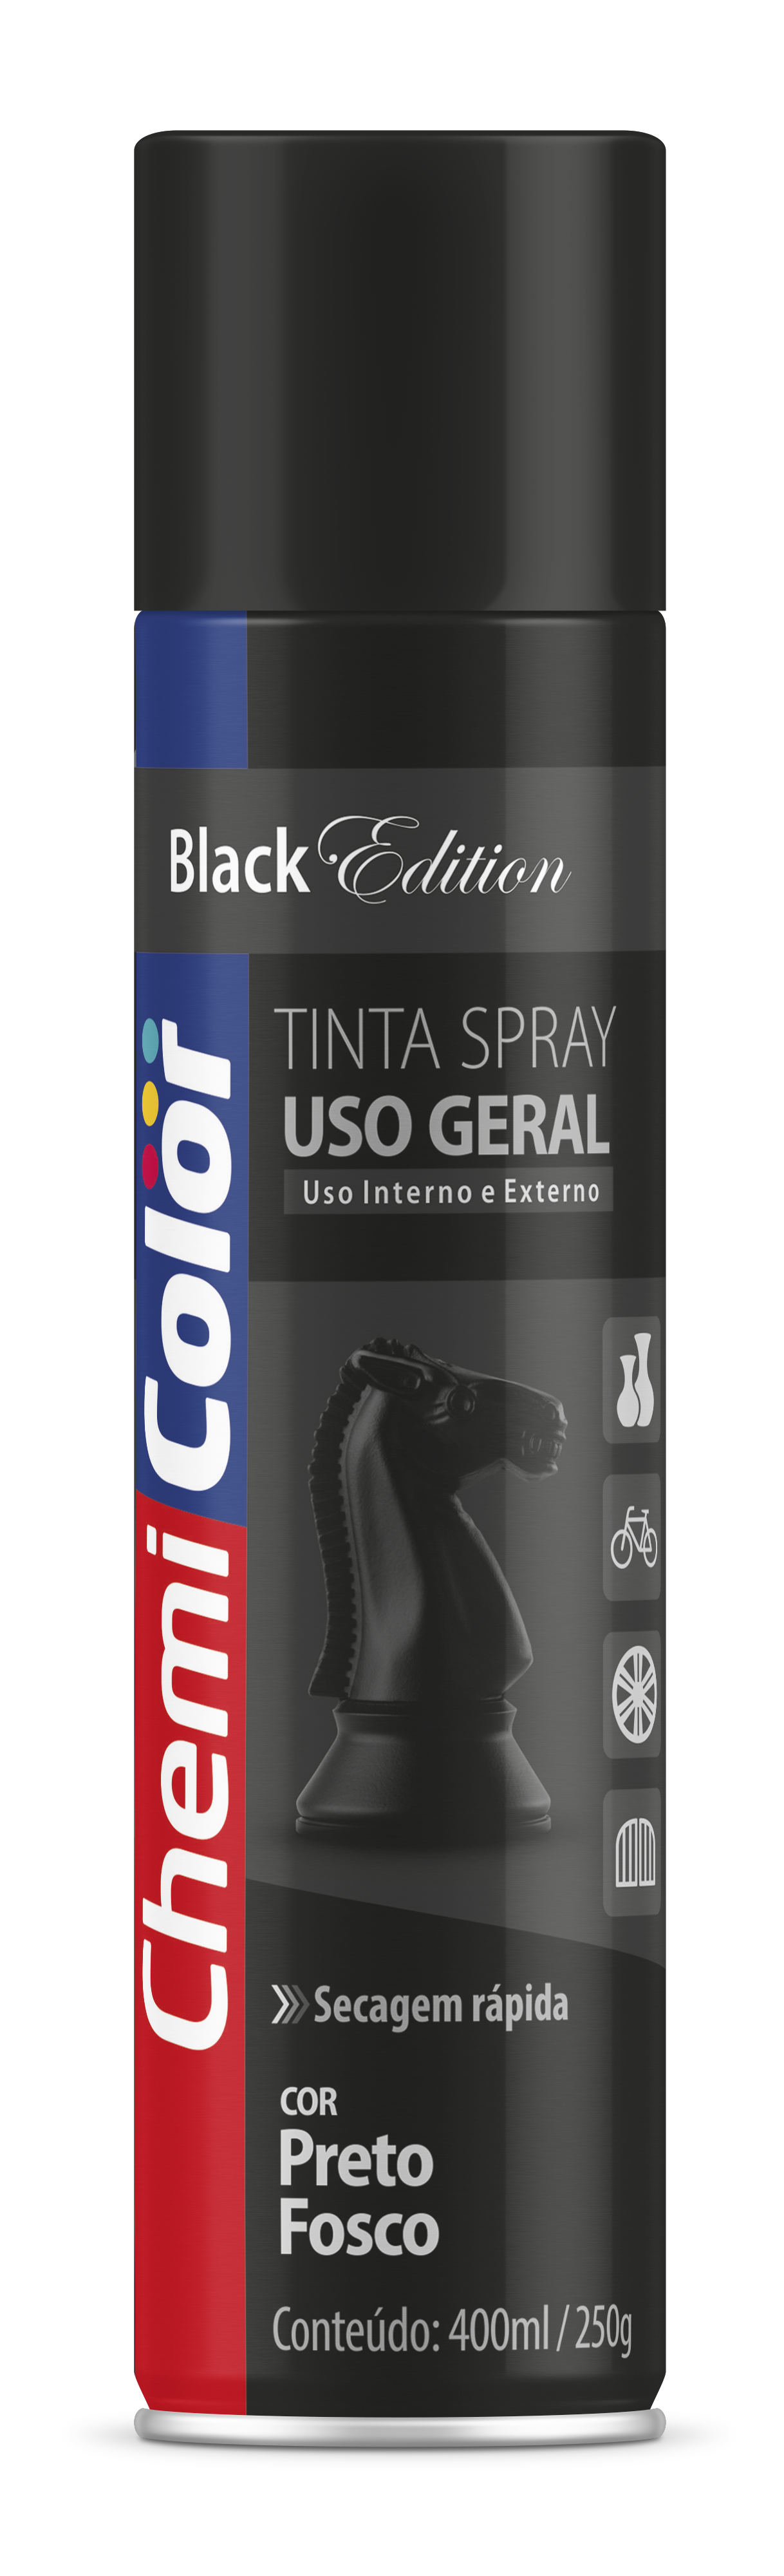 Black Edition
TINTA SPRAY
USO GERAL
Uso Interno e Externo
ChemiColor
Secagem rápida
COR
Preto
Fosco
Conteúdo: 400ml / 250g